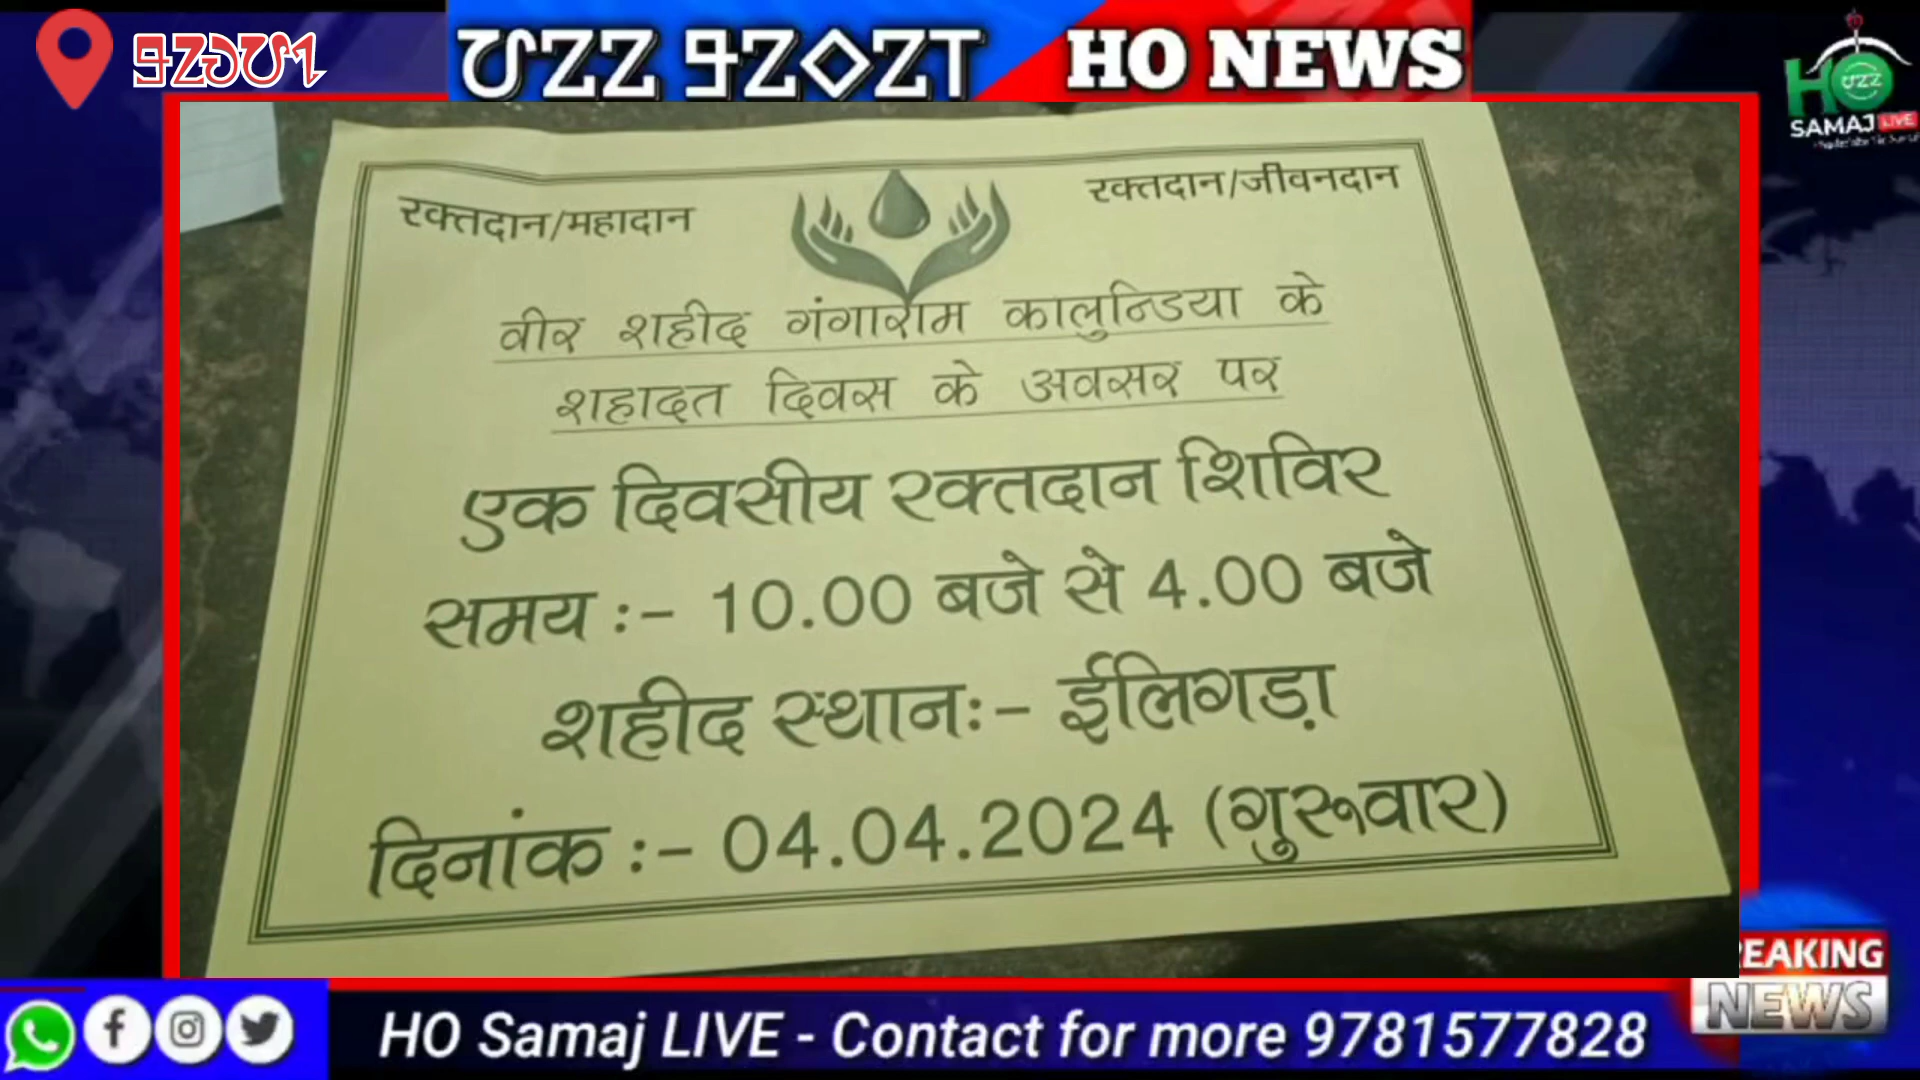 HO NEWS
HO
SAMAJ LIVE
रक्तदान/महादान
रक्तदान/जीवनदान
वीर शहीद गंगाराम कालुन्डिया के
शहादत दिवस के अवसर पर
एक दिवसीय रक्तदान शिविर
समय :- 10.00 बजे से 4.00 बजे
शहीद स्थान:- ईलिगड़ा
दिनांक :- 04.04.2024 (गुरूवार)
EAKING
NEWS
HO Samaj LIVE - Contact for more 9781577828